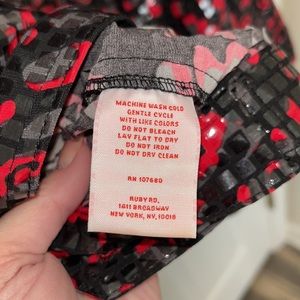 MACHINE WASH COLD
GENTLE CYCLE
WITH LIKE COLORS
DO NOT BLEACH
LAY FLAT TO DRY
DO NOT IRON
DO NOT DRY CLEAN
RN 107680
RUBY RD.
1411 BROADWAY
NEW YORK, NY, 10018